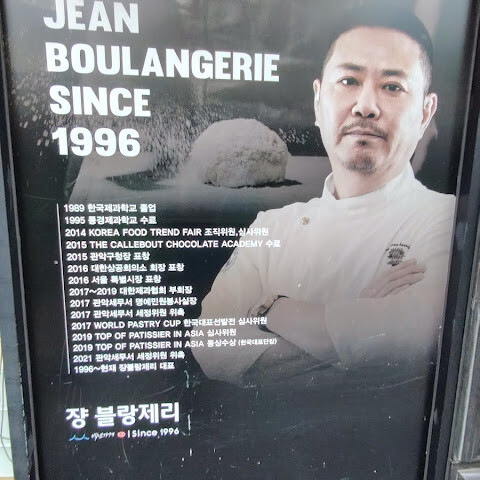 JEAN
BOULANGERIE
SINCE
1996
1989 한국제과학교 졸업
1995 동경제과학교 수료
2014 KOREA FOOD TREND FAIR 조직위원,심사위원
2015 THE CALLEBOUT CHOCOLATE ACADEMY 수료
2015 관악구청장 표창
2016 대한상공회의소 회장 표창
2016 서울 특별시장 표창
2017~2019 대한제과협회 부회장
2017 관악세무서 명예민원봉사실장
2017 관악세무서 세정위원 위촉
2017 WORLD PASTRY CUP 한국대표선발전 심사위원
2019 TOP OF PATISSIER IN ASIA 심사위원
2019 TOP OF PATISSIER IN ASIA 동상수상 (한국대표단장)
2021 관악세무서 세정위원 위촉
1996~현재 쟝블랑제리 대표
쟝 블랑제리
Since 1996